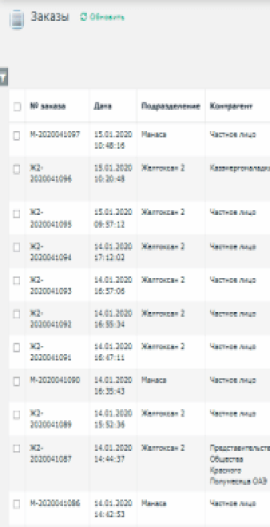 Заказы Обновить
№ заказа Дата Подразделение Контрагент
М-2020041097 15.01.2020 Манаса Частное лицо
10:48:16
Ж2- 15.01.2020 Желтоксан 2
2020041096 10:20:48
Ж2- 15.01.2020 Желтоксан 2 Частное лицо
2020041095 09:57:12
Ж2- 14.01.2020 Желтоксан 2 Частное лицо
2020041094 17:12:02
Ж2- 14.01.2020 Желтоксан 2 Частное лицо
2020041093 16:57:06
Ж2- 14.01.2020 Желтоксан 2 Частное лицо
2020041092 16:55:34
Ж2- 14.01.2020 Желтоксан 2 Частное лицо
2020041091 16:47:11
М-2020041090 14.01.2020 Манаса Частное лицо
16:35:43
Ж2- 14.01.2020 Желтоксан 2 Частное лицо
2020041089 15:52:36
Ж2- 14.01.2020 Желтоксан 2 Представительство
2020041087 14:44:37 Общества
Красного
Полумесяца ОАЭ
М-2020041086 14.01.2020 Манаса Частное лицо
14:42:53